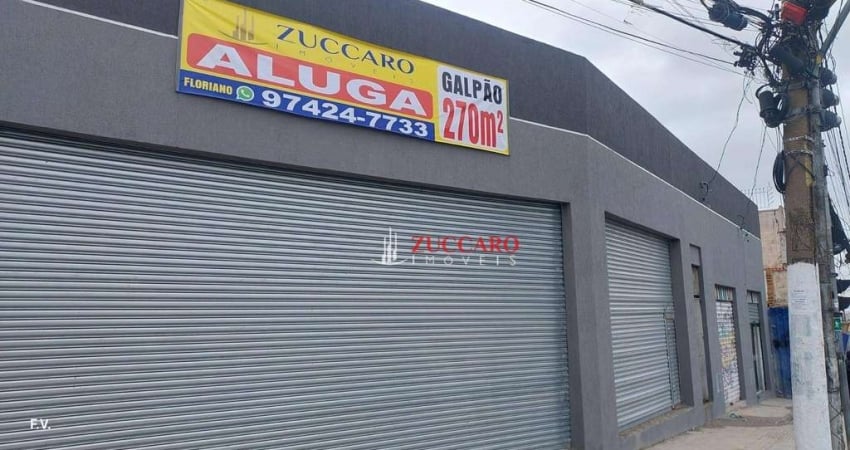 ZUCCARO
IMÓVEIS
ALUGA
FLORIANO 97424-7733
GALPÃO
270m²
ZUCCARO
IMÓVEIS
F.V.